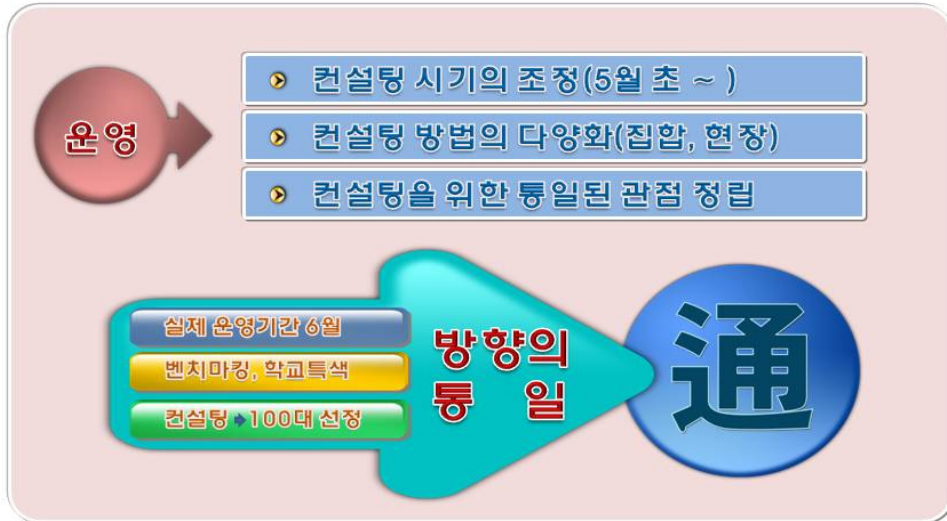 운영
컨설팅 시기의 조정(5월 초 ~ )
컨설팅 방법의 다양화(집합, 현장)
컨설팅을 위한 통일된 관점 정립
실제 운영기간 6월
벤치마킹, 학교특색
컨설팅 ➧ 100대 선정
방향의
통 일
通